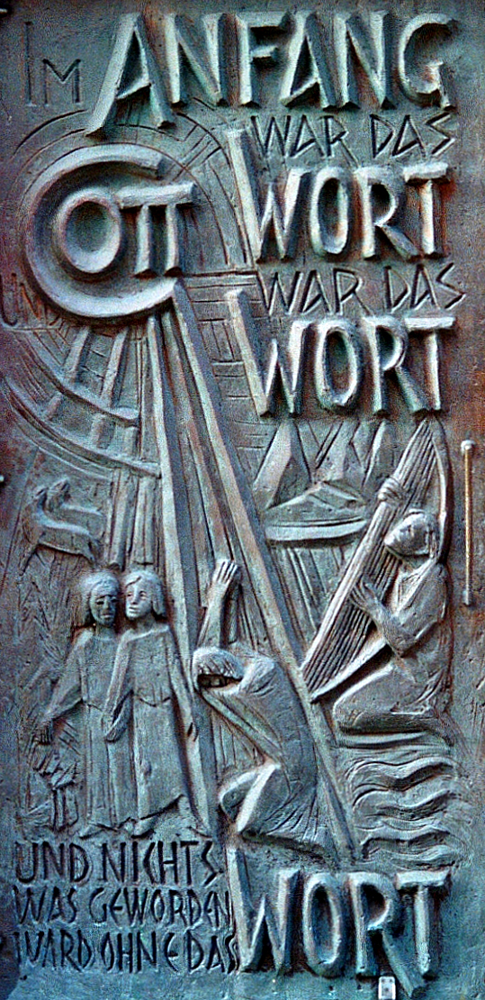 IM ANFANG
WAR DAS
WORT
UND
GOTT
WAR DAS
WORT
UND NICHTS
WAS GEWORDEN
WARD OHNE DAS
WORT